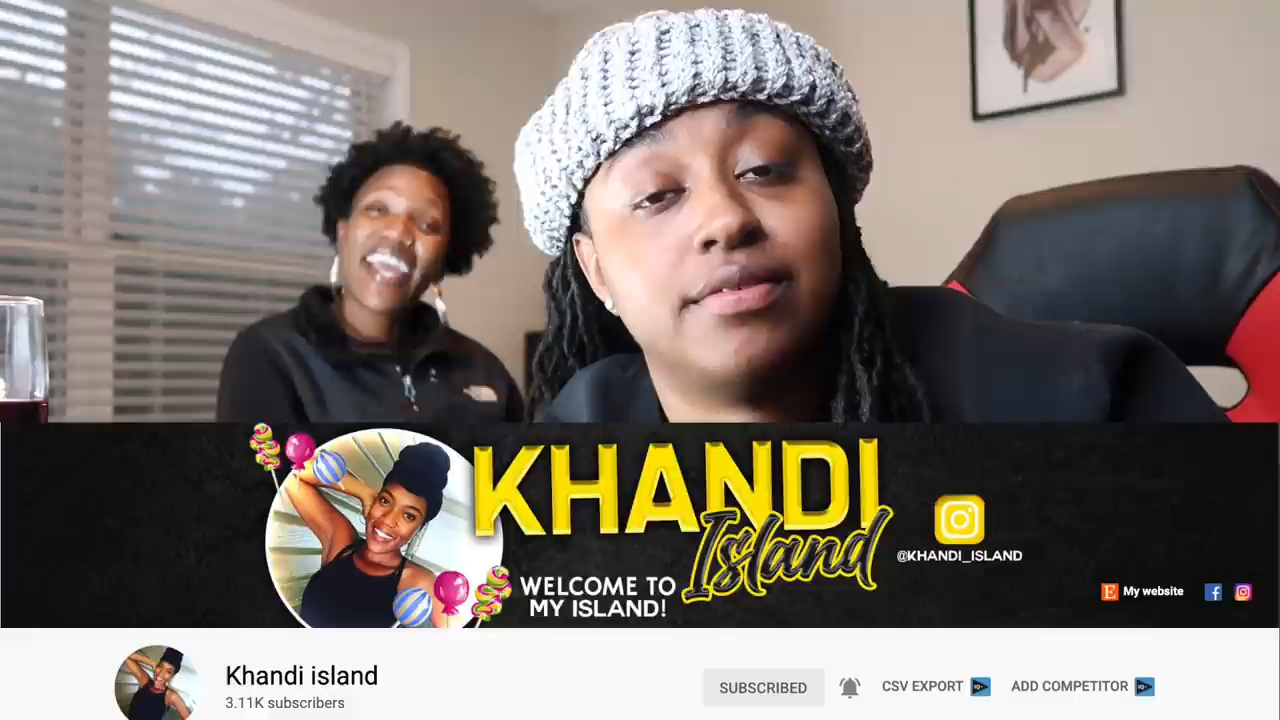 KHANDI
Island
WELCOME TO
MY ISLAND!
@KHANDI_ISLAND
E My website
Khandi island
3.11K subscribers
SUBSCRIBED
CSV EXPORT
ADD COMPETITOR